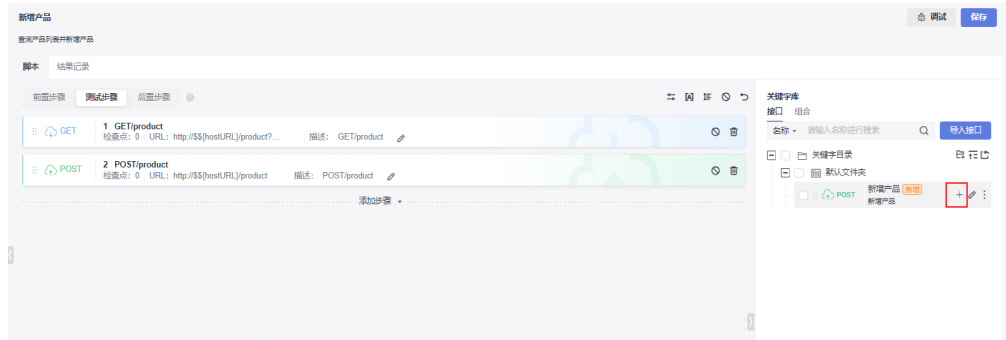 新增产品
调试
保存
查询产品列表并新增产品
脚本 结果记录
前置步骤 测试步骤 后置步骤
GET
1 GET/product
检查点：0 URL：http://$${hostURL}/product?... 描述： GET/product
POST
2 POST/product
检查点：0 URL：http://$${hostURL}/product 描述： POST/product
添加步骤
关键字库
接口 组合
名称 请输入名称进行搜索 导入接口
关键字目录
默认文件夹
POST 新增产品 新增
新增产品